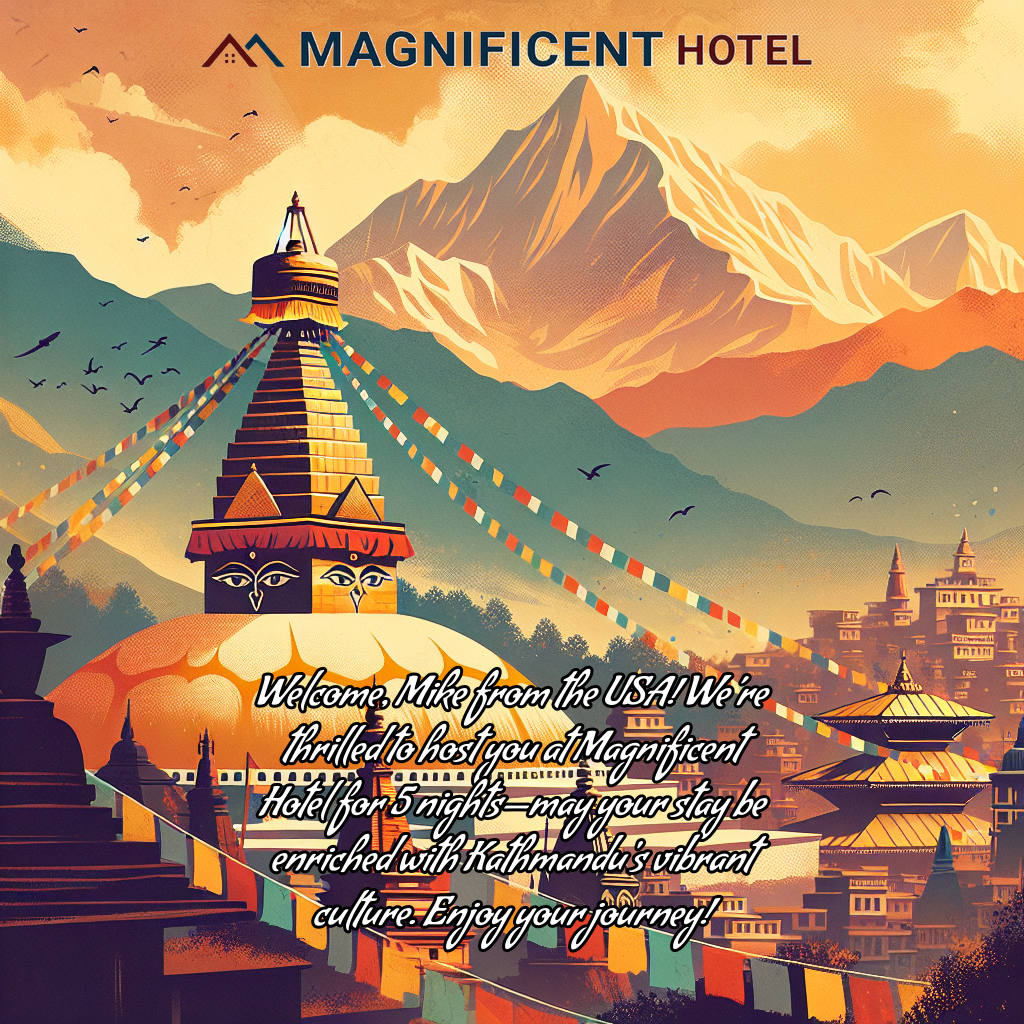 MAGNIFICENT HOTEL
Welcome, Mike from the USA! We're
thrilled to host you at Magnificent
Hotel for 5 nights—may your stay be
enriched with Kathmandu's vibrant
culture. Enjoy your journey!